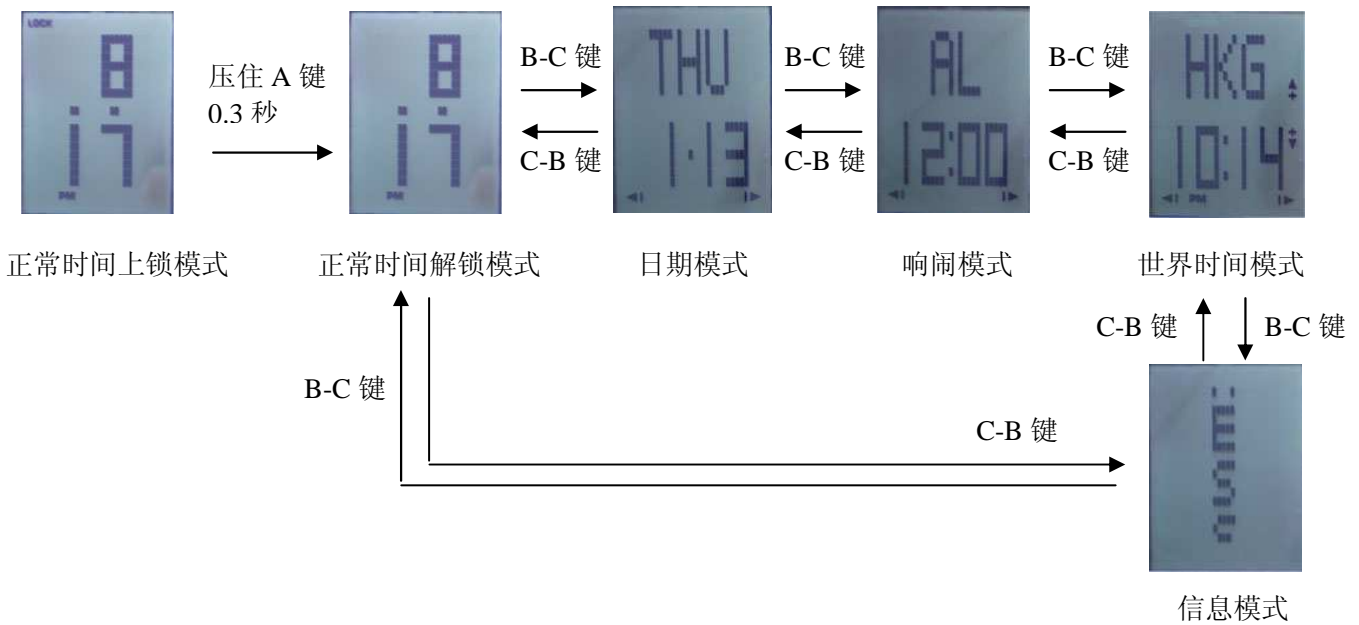 LOCK
8
17
PM
压住 A 键
0.3 秒
8
17
PM
B-C 键
C-B 键
THU
1·13
B-C 键
C-B 键
AL
12:00
B-C 键
C-B 键
HKG
10:14
PM
正常时间上锁模式
正常时间解锁模式
日期模式
响闹模式
世界时间模式
C-B 键
B-C 键
B-C 键
C-B 键
信息模式